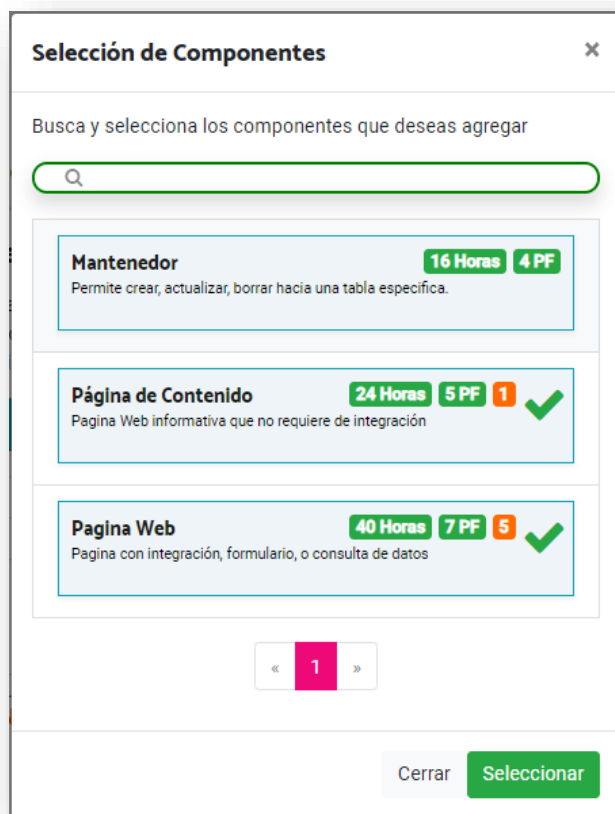 Selección de Componentes ×
Busca y selecciona los componentes que deseas agregar
Mantenedor 16 Horas 4 PF
Permite crear, actualizar, borrar hacia una tabla especifica.
Página de Contenido 24 Horas 5 PF 1
Pagina Web informativa que no requiere de integración
Pagina Web 40 Horas 7 PF 5
Pagina con integración, formulario, o consulta de datos
« 1 »
Cerrar Seleccionar